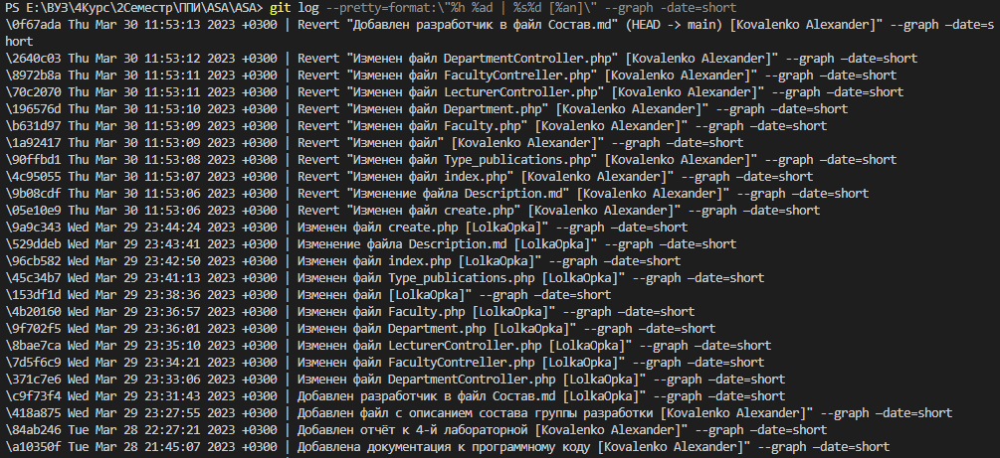 PS E:\ВУЗ\4Курс\2Семестр\ППИ\ASA\ASA> git log --pretty=format:\"%h %ad | %s%d [%an]\" --graph -date=short
\0f67ada Thu Mar 30 11:53:13 2023 +0300 | Revert "Добавлен разработчик в файл Состав.md" (HEAD -> main) [Kovalenko Alexander]" --graph –date=s
hort
\2640c03 Thu Mar 30 11:53:12 2023 +0300 | Revert "Изменен файл DepartmentController.php" [Kovalenko Alexander]" --graph –date=short
\8972b8a Thu Mar 30 11:53:11 2023 +0300 | Revert "Изменен файл FacultyContreller.php" [Kovalenko Alexander]" --graph –date=short
\70c2070 Thu Mar 30 11:53:11 2023 +0300 | Revert "Изменен файл LecturerController.php" [Kovalenko Alexander]" --graph –date=short
\196576d Thu Mar 30 11:53:10 2023 +0300 | Revert "Изменен файл Department.php" [Kovalenko Alexander]" --graph –date=short
\b631d97 Thu Mar 30 11:53:09 2023 +0300 | Revert "Изменен файл Faculty.php" [Kovalenko Alexander]" --graph –date=short
\1a92417 Thu Mar 30 11:53:09 2023 +0300 | Revert "Изменен файл" [Kovalenko Alexander]" --graph –date=short
\90ffbd1 Thu Mar 30 11:53:08 2023 +0300 | Revert "Изменен файл Type_publications.php" [Kovalenko Alexander]" --graph –date=short
\4c95055 Thu Mar 30 11:53:07 2023 +0300 | Revert "Изменен файл index.php" [Kovalenko Alexander]" --graph –date=short
\9b08cdf Thu Mar 30 11:53:06 2023 +0300 | Revert "Изменение файла Description.md" [Kovalenko Alexander]" --graph –date=short
\05e10e9 Thu Mar 30 11:53:06 2023 +0300 | Revert "Изменен файл create.php" [Kovalenko Alexander]" --graph –date=short
\9a9c343 Wed Mar 29 23:44:24 2023 +0300 | Изменен файл create.php [LolkaOpka]" --graph –date=short
\529ddeb Wed Mar 29 23:43:41 2023 +0300 | Изменение файла Description.md [LolkaOpka]" --graph –date=short
\96cb582 Wed Mar 29 23:42:50 2023 +0300 | Изменен файл index.php [LolkaOpka]" --graph –date=short
\45c34b7 Wed Mar 29 23:41:13 2023 +0300 | Изменен файл Type_publications.php [LolkaOpka]" --graph –date=short
\153df1d Wed Mar 29 23:38:36 2023 +0300 | Изменен файл [LolkaOpka]" --graph –date=short
\4b20160 Wed Mar 29 23:36:57 2023 +0300 | Изменен файл Faculty.php [LolkaOpka]" --graph –date=short
\9f702f5 Wed Mar 29 23:36:01 2023 +0300 | Изменен файл Department.php [LolkaOpka]" --graph –date=short
\8bae7ca Wed Mar 29 23:35:10 2023 +0300 | Изменен файл LecturerController.php [LolkaOpka]" --graph –date=short
\7d5f6c9 Wed Mar 29 23:34:21 2023 +0300 | Изменен файл FacultyContreller.php [LolkaOpka]" --graph –date=short
\371c7e6 Wed Mar 29 23:33:06 2023 +0300 | Изменен файл DepartmentController.php [LolkaOpka]" --graph –date=short
\c9f73f4 Wed Mar 29 23:31:43 2023 +0300 | Добавлен разработчик в файл Состав.md [LolkaOpka]" --graph –date=short
\418a875 Wed Mar 29 23:27:55 2023 +0300 | Добавлен файл с описанием состава группы разработки [Kovalenko Alexander]" --graph –date=short
\84ab246 Tue Mar 28 22:27:21 2023 +0300 | Добавлен отчёт к 4-й лабораторной [Kovalenko Alexander]" --graph –date=short
\a10350f Tue Mar 28 21:45:07 2023 +0300 | Добавлена документация к программному коду [Kovalenko Alexander]" --graph –date=short